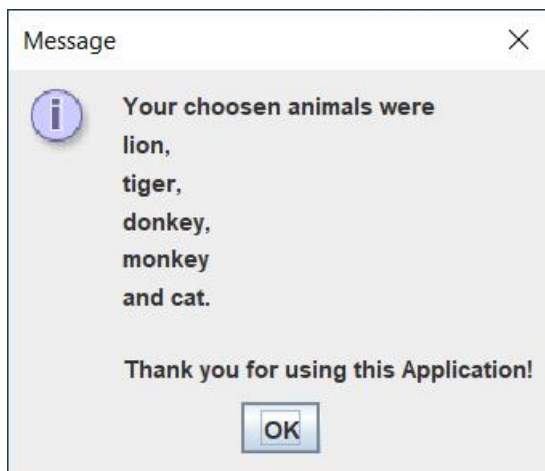 Message
Your choosen animals were
lion,
tiger,
donkey,
monkey
and cat.
Thank you for using this Application!
OK